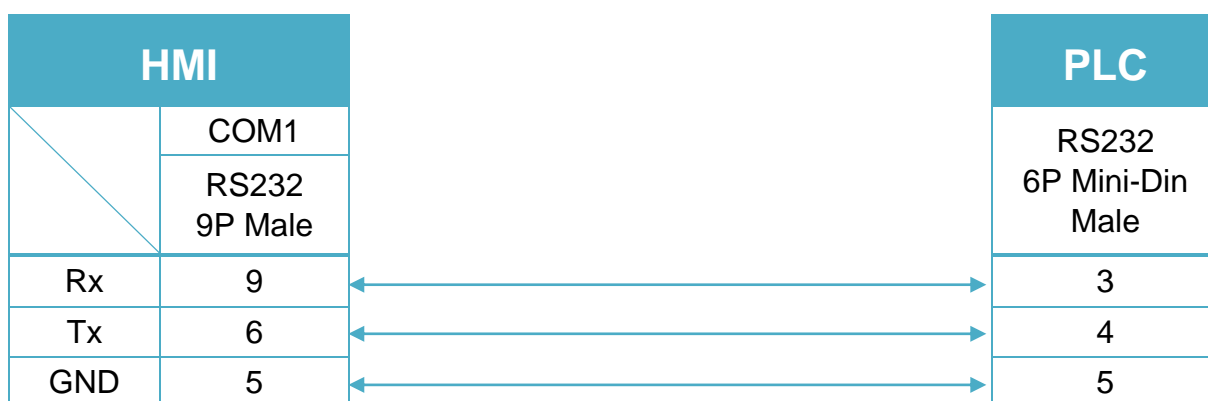 HMI
PLC
COM1
RS232
9P Male
RS232
6P Mini-Din
Male
Rx 9 3
Tx 6 4
GND 5 5